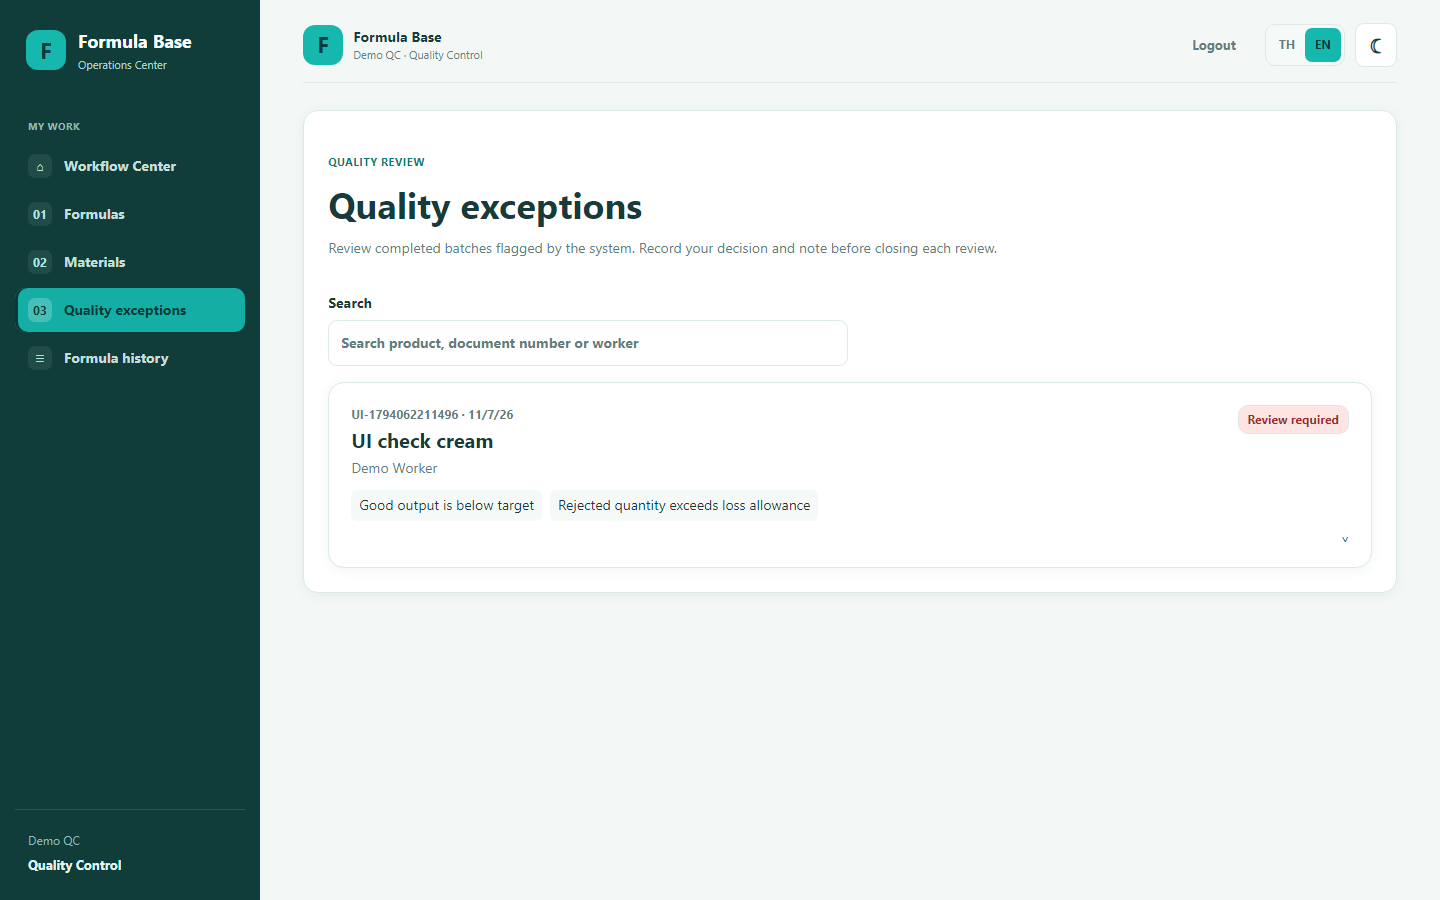 F
Formula Base
Operations Center
MY WORK
Workflow Center
01 Formulas
02 Materials
03 Quality exceptions
Formula history
Demo QC
Quality Control
F
Formula Base
Demo QC · Quality Control
Logout
TH EN
QUALITY REVIEW
Quality exceptions
Review completed batches flagged by the system. Record your decision and note before closing each review.
Search
Search product, document number or worker
UI-1794062211496 · 11/7/26
Review required
UI check cream
Demo Worker
Good output is below target
Rejected quantity exceeds loss allowance